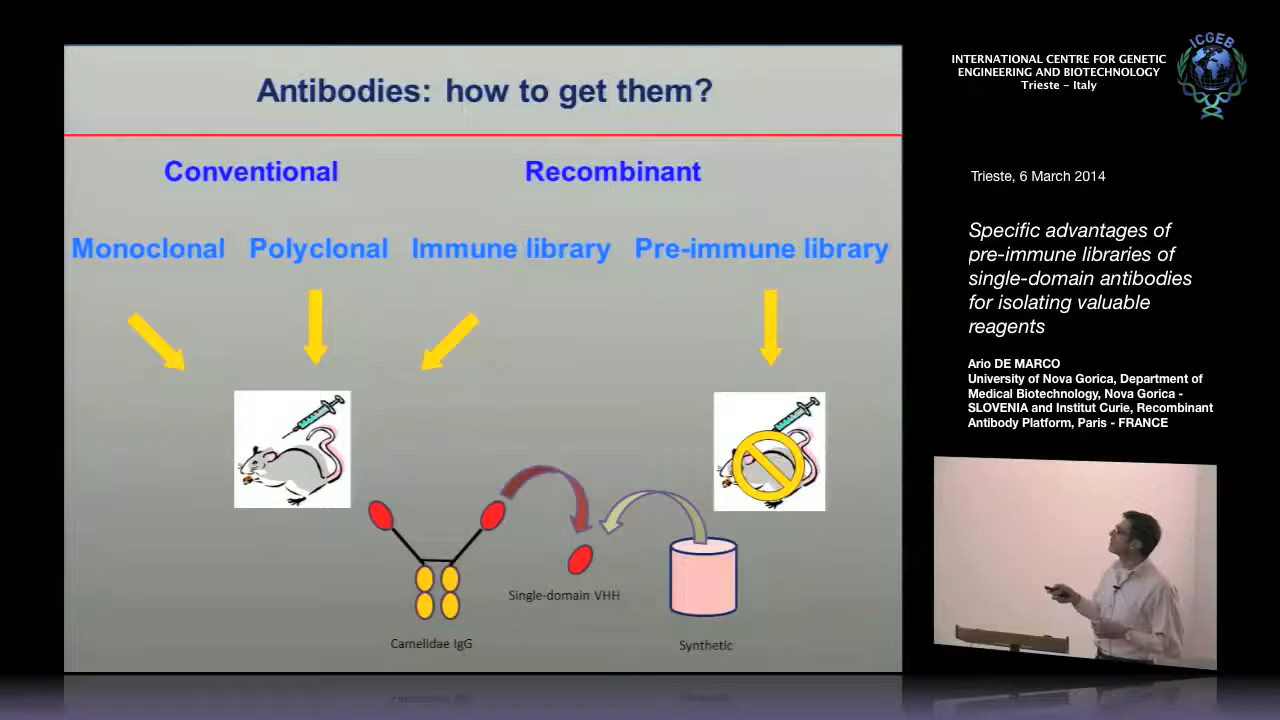 Antibodies: how to get them?
Conventional
Recombinant
Monoclonal
Polyclonal
Immune library
Pre-immune library
Single-domain VHH
Camelidae IgG
Synthetic
INTERNATIONAL CENTRE FOR GENETIC
ENGINEERING AND BIOTECHNOLOGY
Trieste - Italy
ICGEB
Trieste, 6 March 2014
Specific advantages of
pre-immune libraries of
single-domain antibodies
for isolating valuable
reagents
Ario DE MARCO
University of Nova Gorica, Department of
Medical Biotechnology, Nova Gorica -
SLOVENIA and Institut Curie, Recombinant
Antibody Platform, Paris - FRANCE